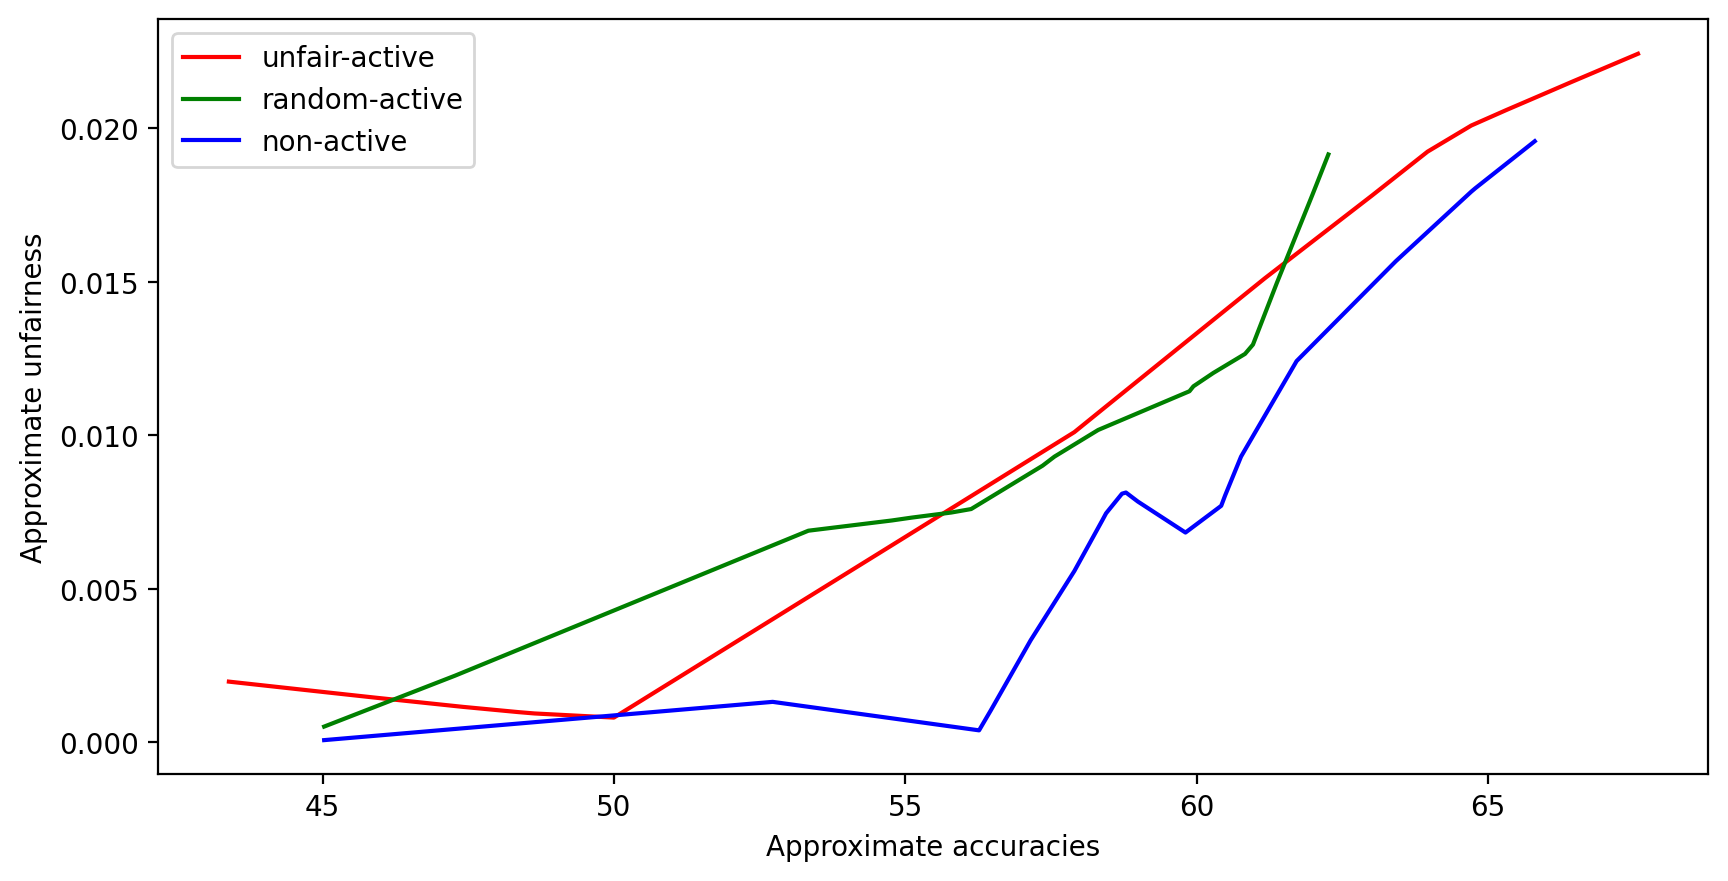 unfair-active
random-active
non-active
Approximate unfairness
0.020
0.015
0.010
0.005
0.000
45 50 55 60 65
Approximate accuracies